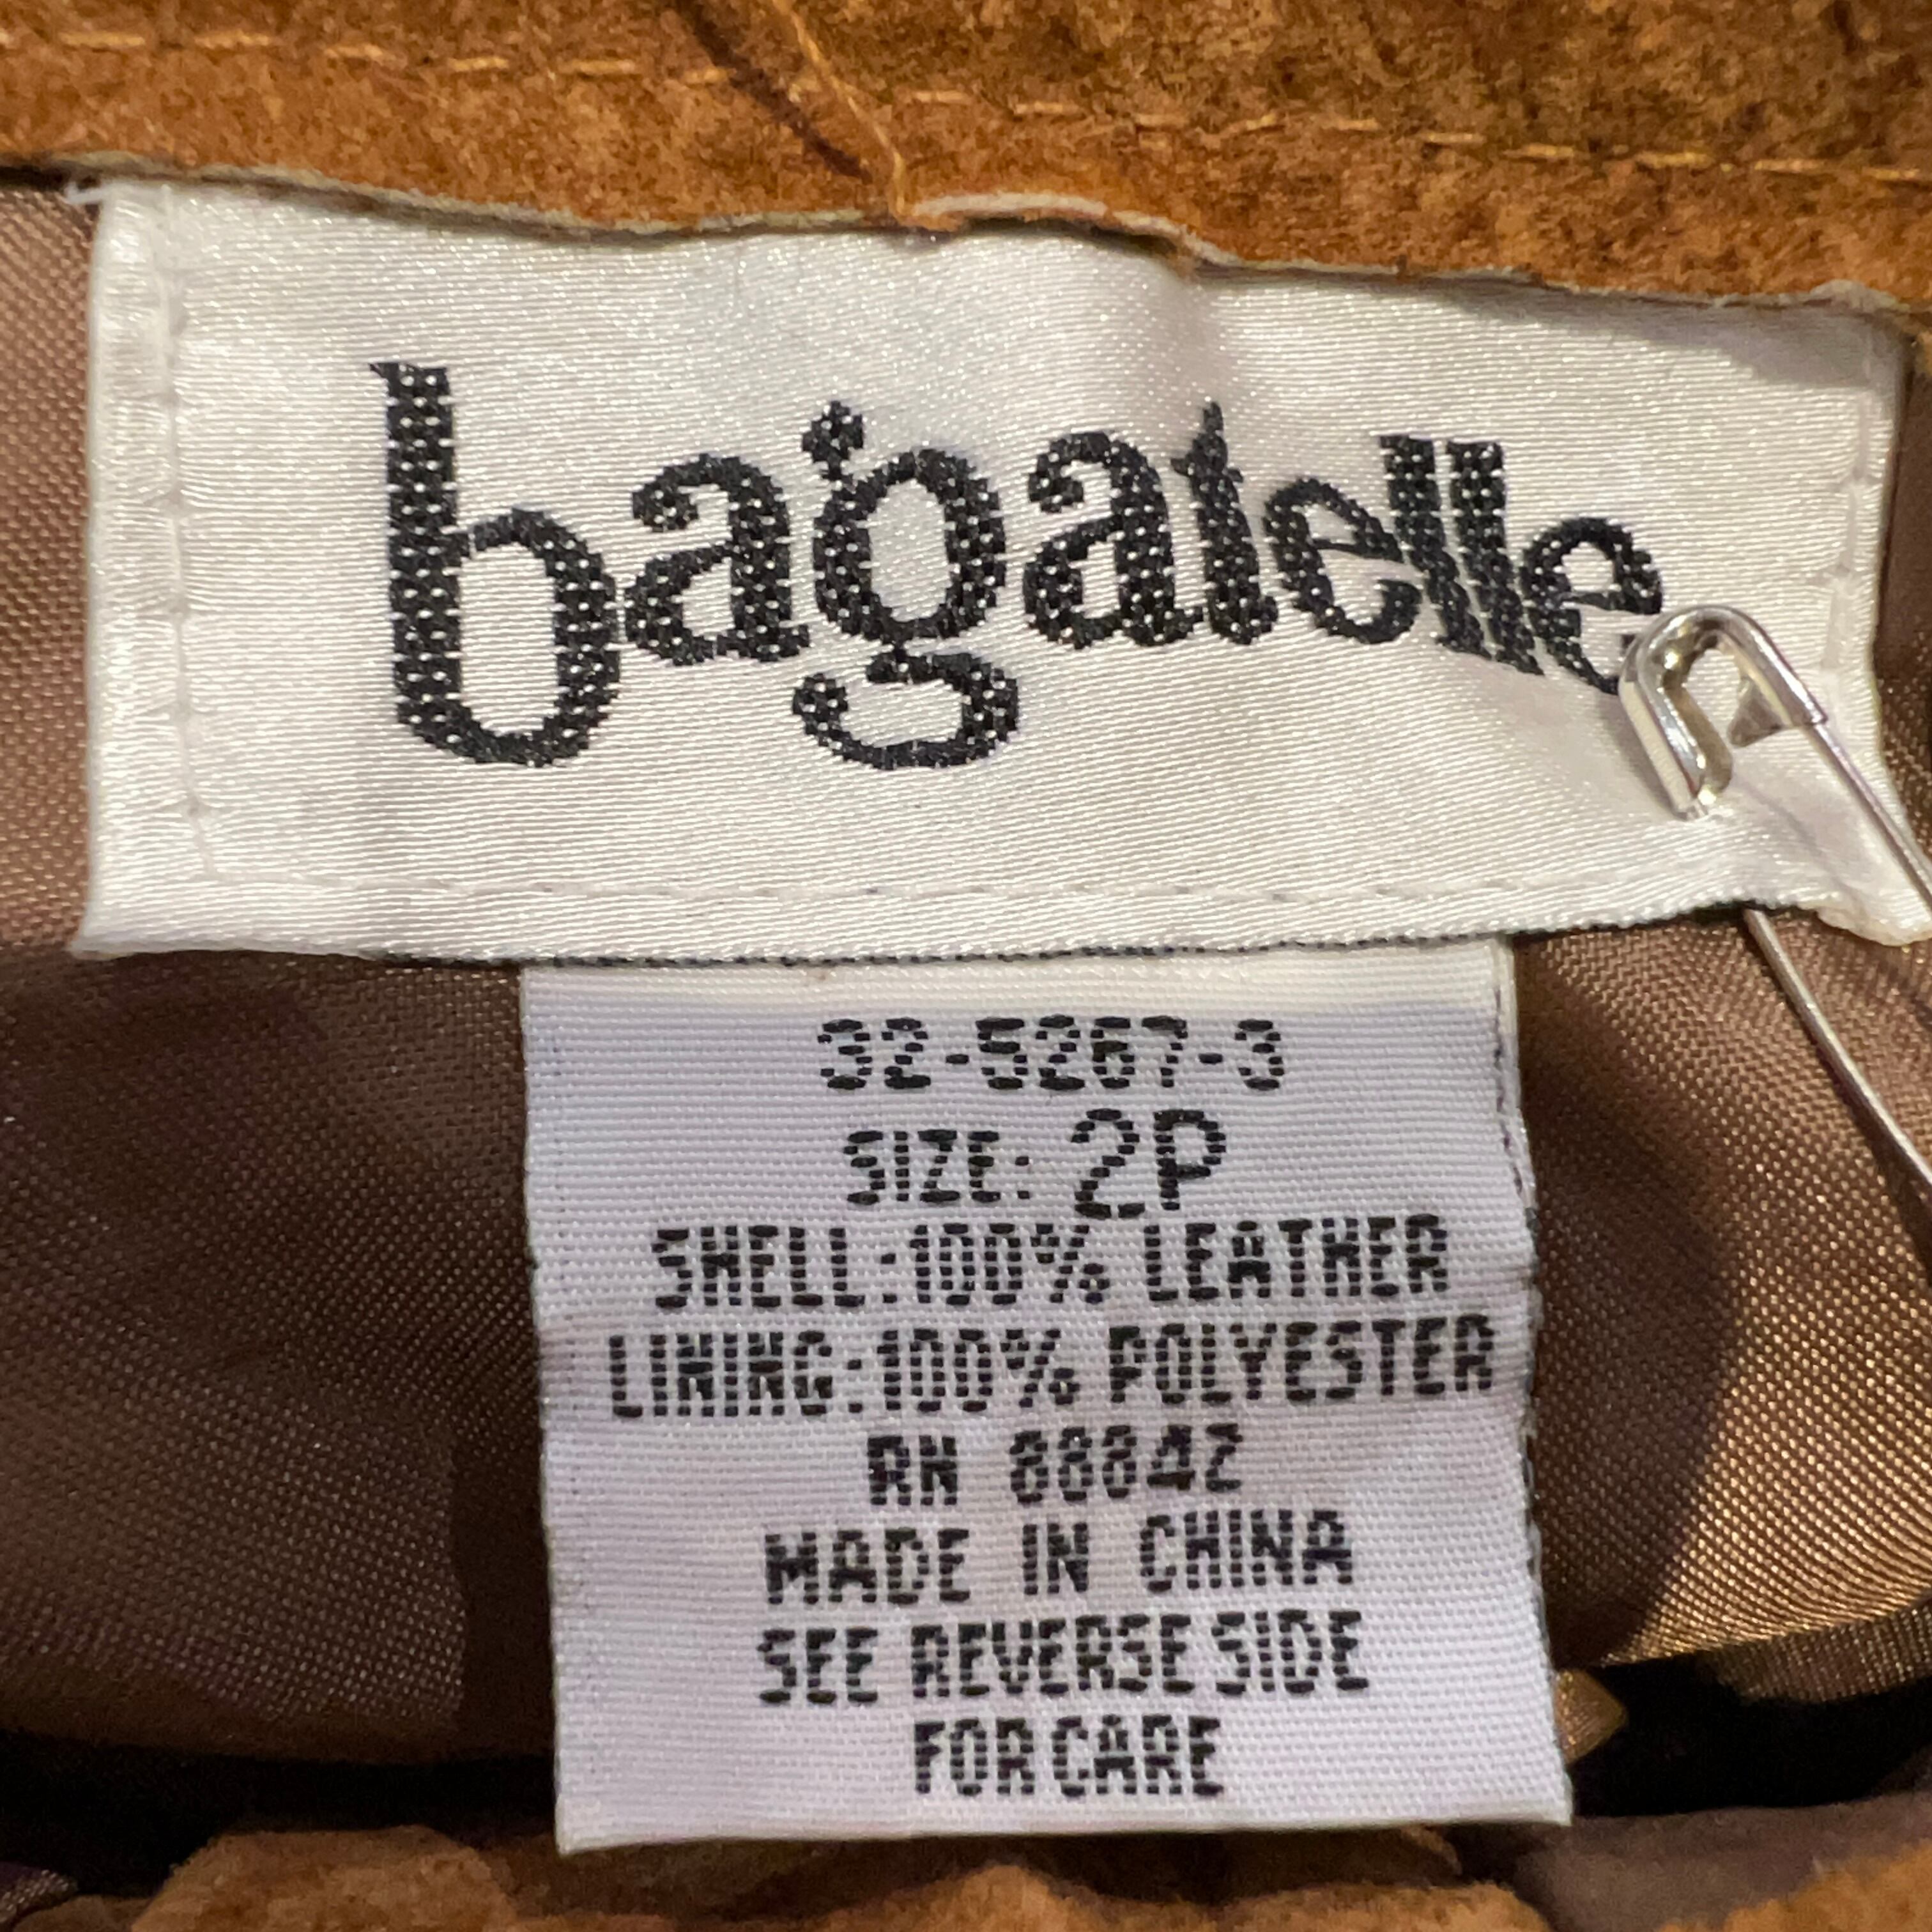 bagatelle
32-5267-3
SIZE: 2P
SHELL:100% LEATHER
LINING:100% POLYESTER
RN 88842
MADE IN CHINA
SEE REVERSE SIDE
FOR CARE